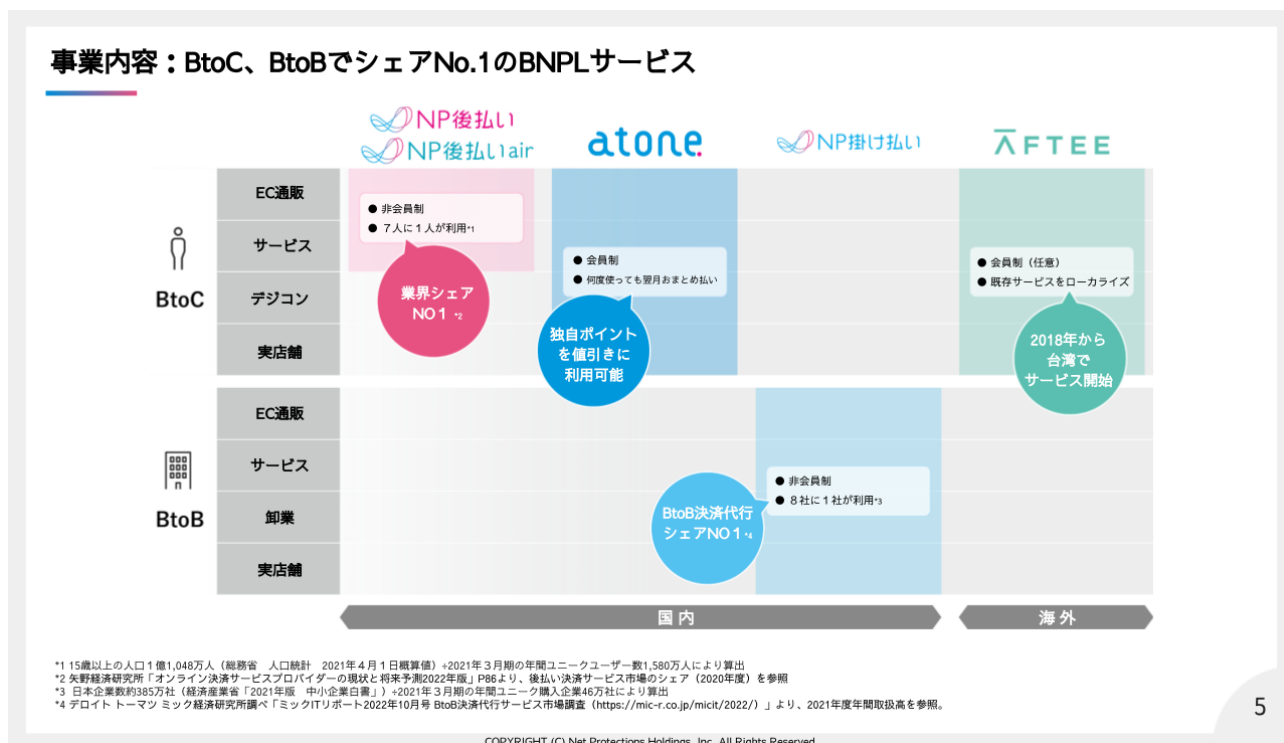 事業内容：BtoC、BtoBでシェアNo.1のBNPLサービス
NP後払い
NP後払いair
atone
NP掛け払い
AFTEE
BtoC
EC通販
サービス
デジコン
実店舗
● 非会員制
● ７人に１人が利用*1
業界シェア
NO１ *2
● 会員制
● 何度使っても翌月おまとめ払い
独自ポイント
を値引きに
利用可能
● 会員制（任意）
● 既存サービスをローカライズ
2018年から
台湾で
サービス開始
BtoB
EC通販
サービス
卸業
実店舗
● 非会員制
● ８社に１社が利用*3
BtoB決済代行
シェアNO１*4
国内
海外
*1 15歳以上の人口１億1,048万人（総務省　人口統計　2021年４月１日概算値）÷2021年３月期の年間ユニークユーザー数1,580万人により算出
*2 矢野経済研究所「オンライン決済サービスプロバイダーの現状と将来予測2022年版」P86より、後払い決済サービス市場のシェア（2020年度）を参照
*3 日本企業数約385万社（経済産業省「2021年版　中小企業白書」）÷2021年３月期の年間ユニーク購入企業46万社により算出
*4 デロイト トーマツ ミック経済研究所調べ「ミックITリポート2022年10月号 BtoB決済代行サービス市場調査（https://mic-r.co.jp/micit/2022/）」より、2021年度年間取扱高を参照。
5
COPYRIGHT (C) Net Protections Holdings, Inc. All Rights Reserved.